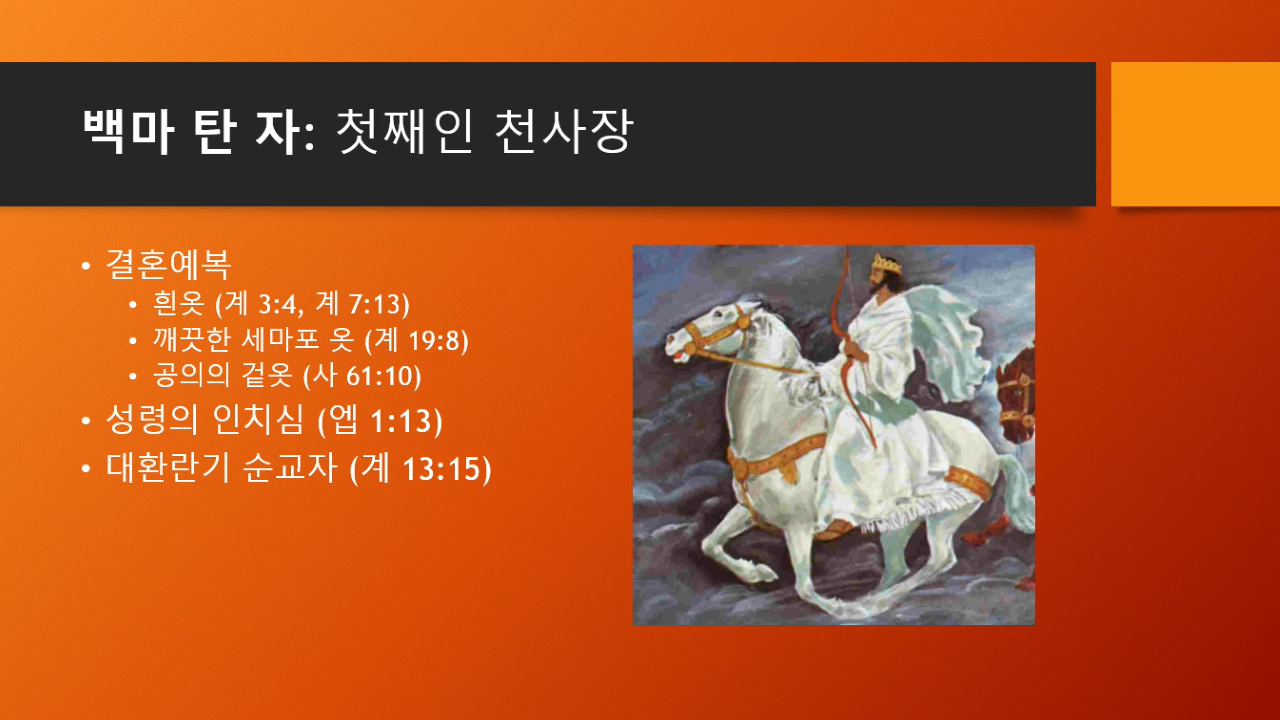 백마 탄 자: 첫째인 천사장
• 결혼예복
• 흰옷 (계 3:4, 계 7:13)
• 깨끗한 세마포 옷 (계 19:8)
• 공의의 겉옷 (사 61:10)
• 성령의 인치심 (엡 1:13)
• 대환란기 순교자 (계 13:15)